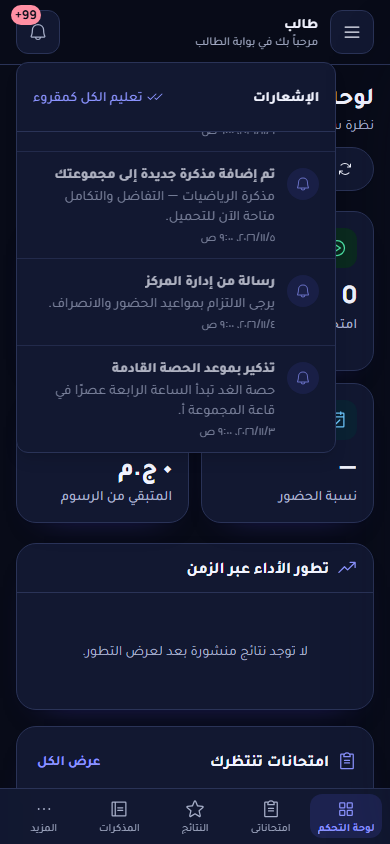 طالب
مرحباً بك في بوابة الطالب
+99
الإشعارات
تعليم الكل كمقروء
تم إضافة مذكرة جديدة إلى مجموعتك
مذكرة الرياضيات — التفاضل والتكامل
متاحة الآن للتحميل.
٢٠٢٦/١١/٥، ٩:٠٠ ص
رسالة من إدارة المركز
يرجى الالتزام بمواعيد الحضور والانصراف.
٢٠٢٦/١١/٤، ٩:٠٠ ص
تذكير بموعد الحصة القادمة
حصة الغد تبدأ الساعة الرابعة عصرًا في
قاعة المجموعة أ.
٢٠٢٦/١١/٣، ٩:٠٠ ص
—
نسبة الحضور
٠ ج.م
المتبقي من الرسوم
تطور الأداء عبر الزمن
لا توجد نتائج منشورة بعد لعرض التطور.
امتحانات تنتظرك
عرض الكل
لوحة التحكم
امتحاناتى
النتائج
المذكرات
المزيد